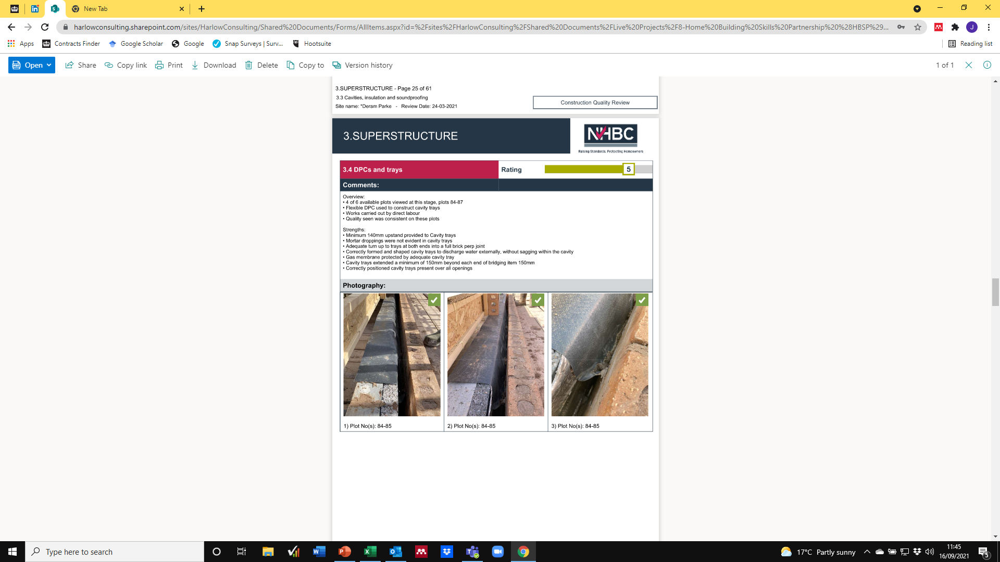 New Tab
harlowconsulting.sharepoint.com/sites/HarlowConsulting/Shared%20Documents/Forms/AllItems.aspx?id=%2Fsites%2FHarlowConsulting%2FShared%20Documents%2FLive%20Projects%2F8-Home%20Building%20Skills%20Partnership%20%28HBSP%29...
J
Apps
Contracts Finder
Google Scholar
Google
Snap Surveys | Surv...
Hootsuite
Reading list
Open
Share
Copy link
Print
Download
Delete
Copy to
Version history
1 of 1
3.SUPERSTRUCTURE - Page 25 of 61
3.3 Cavities, insulation and soundproofing
Site name: *Deram Parke - Review Date: 24-03-2021
Construction Quality Review
3.SUPERSTRUCTURE
NHBC
Raising Standards. Protecting Homeowners
3.4 DPCs and trays
Rating
5
Comments:
Overview:
• 4 of 6 available plots viewed at this stage, plots 84-87
• Flexible DPC used to construct cavity trays
• Works carried out by direct labour
• Quality seen was consistent on these plots
Strengths:
• Minimum 140mm upstand provided to Cavity trays
• Mortar droppings were not evident in cavity trays
• Adequate turn up to trays at both ends into a full brick perp joint
• Correctly formed and shaped cavity trays to discharge water externally, without sagging within the cavity
• Gas membrane protected by adequate cavity tray
• Cavity trays extended a minimum of 150mm beyond each end of bridging item 150mm
• Correctly positioned cavity trays present over all openings
Photography:
1) Plot No(s): 84-85
2) Plot No(s): 84-85
3) Plot No(s): 84-85
Type here to search
17°C Partly sunny
11:45
16/09/2021
5